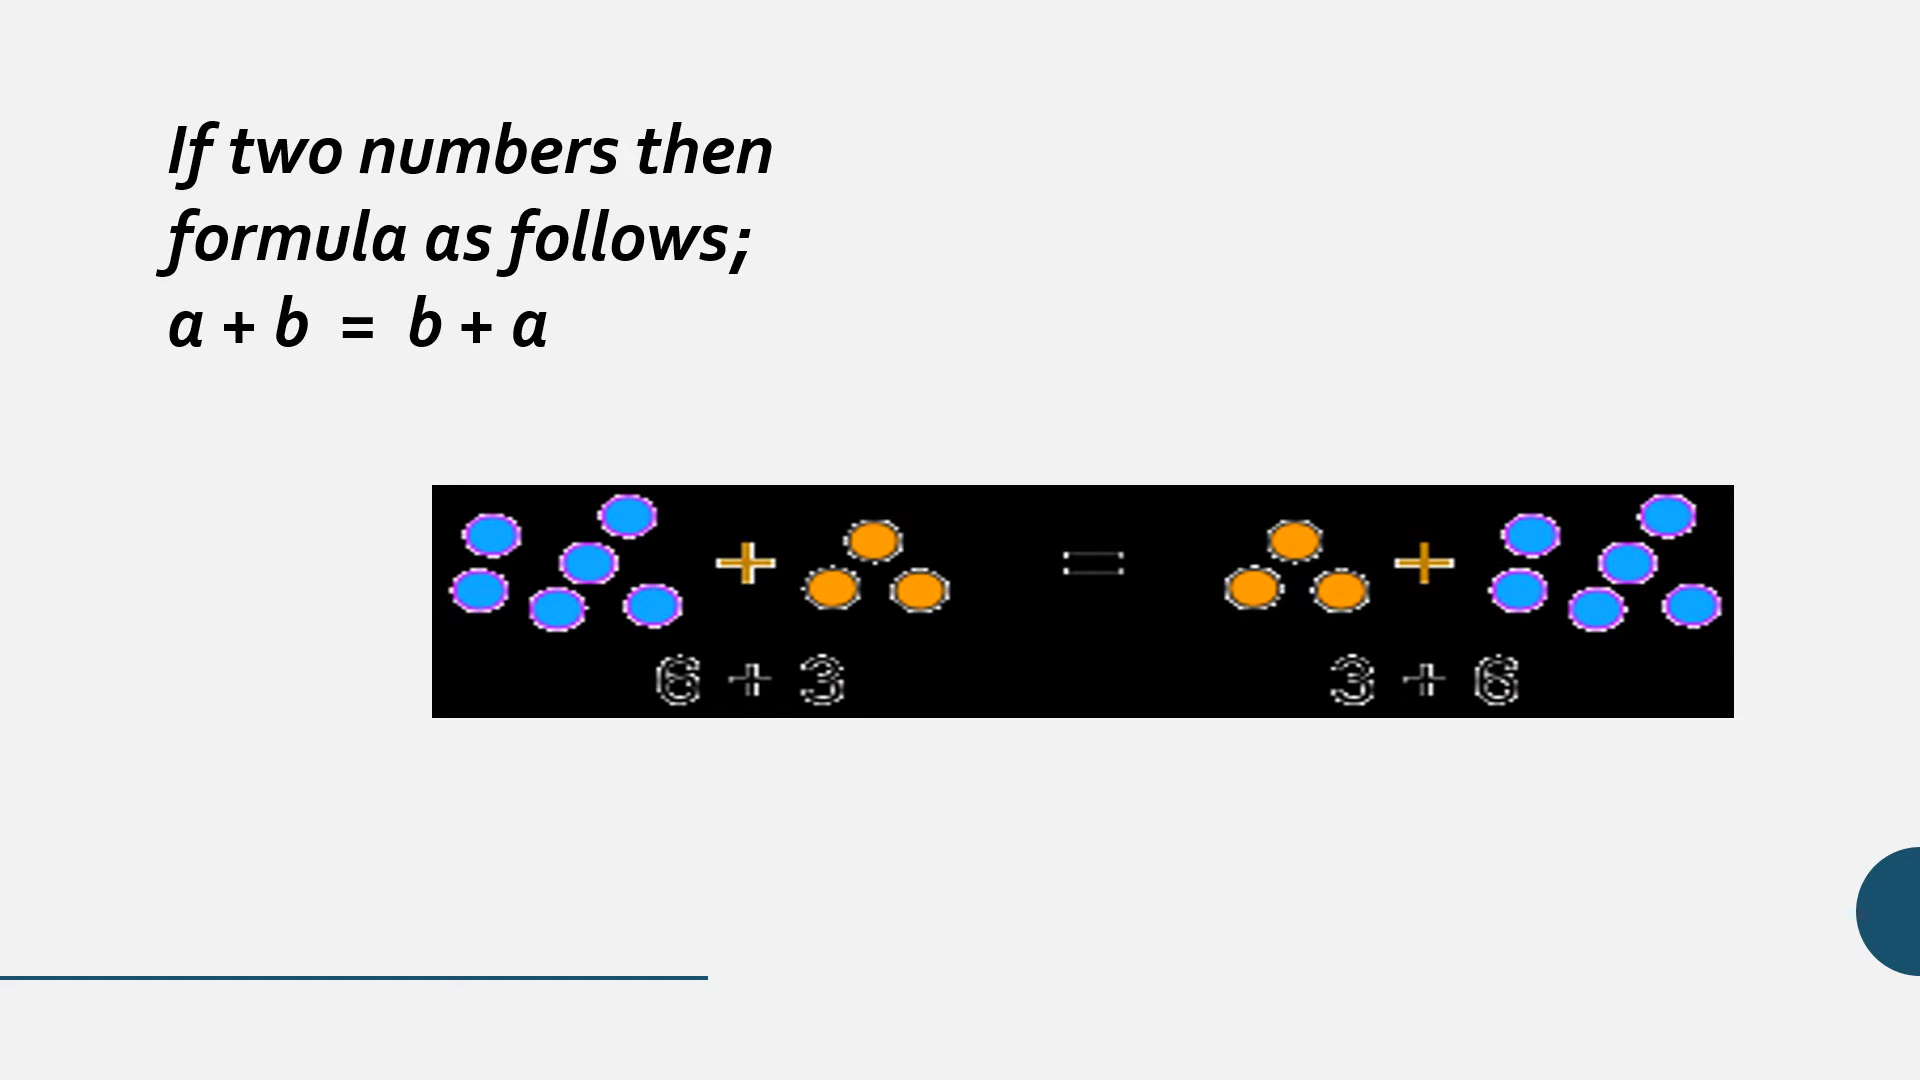 If two numbers then
formula as follows;
a + b = b + a
+ = +
6 + 3 3 + 6